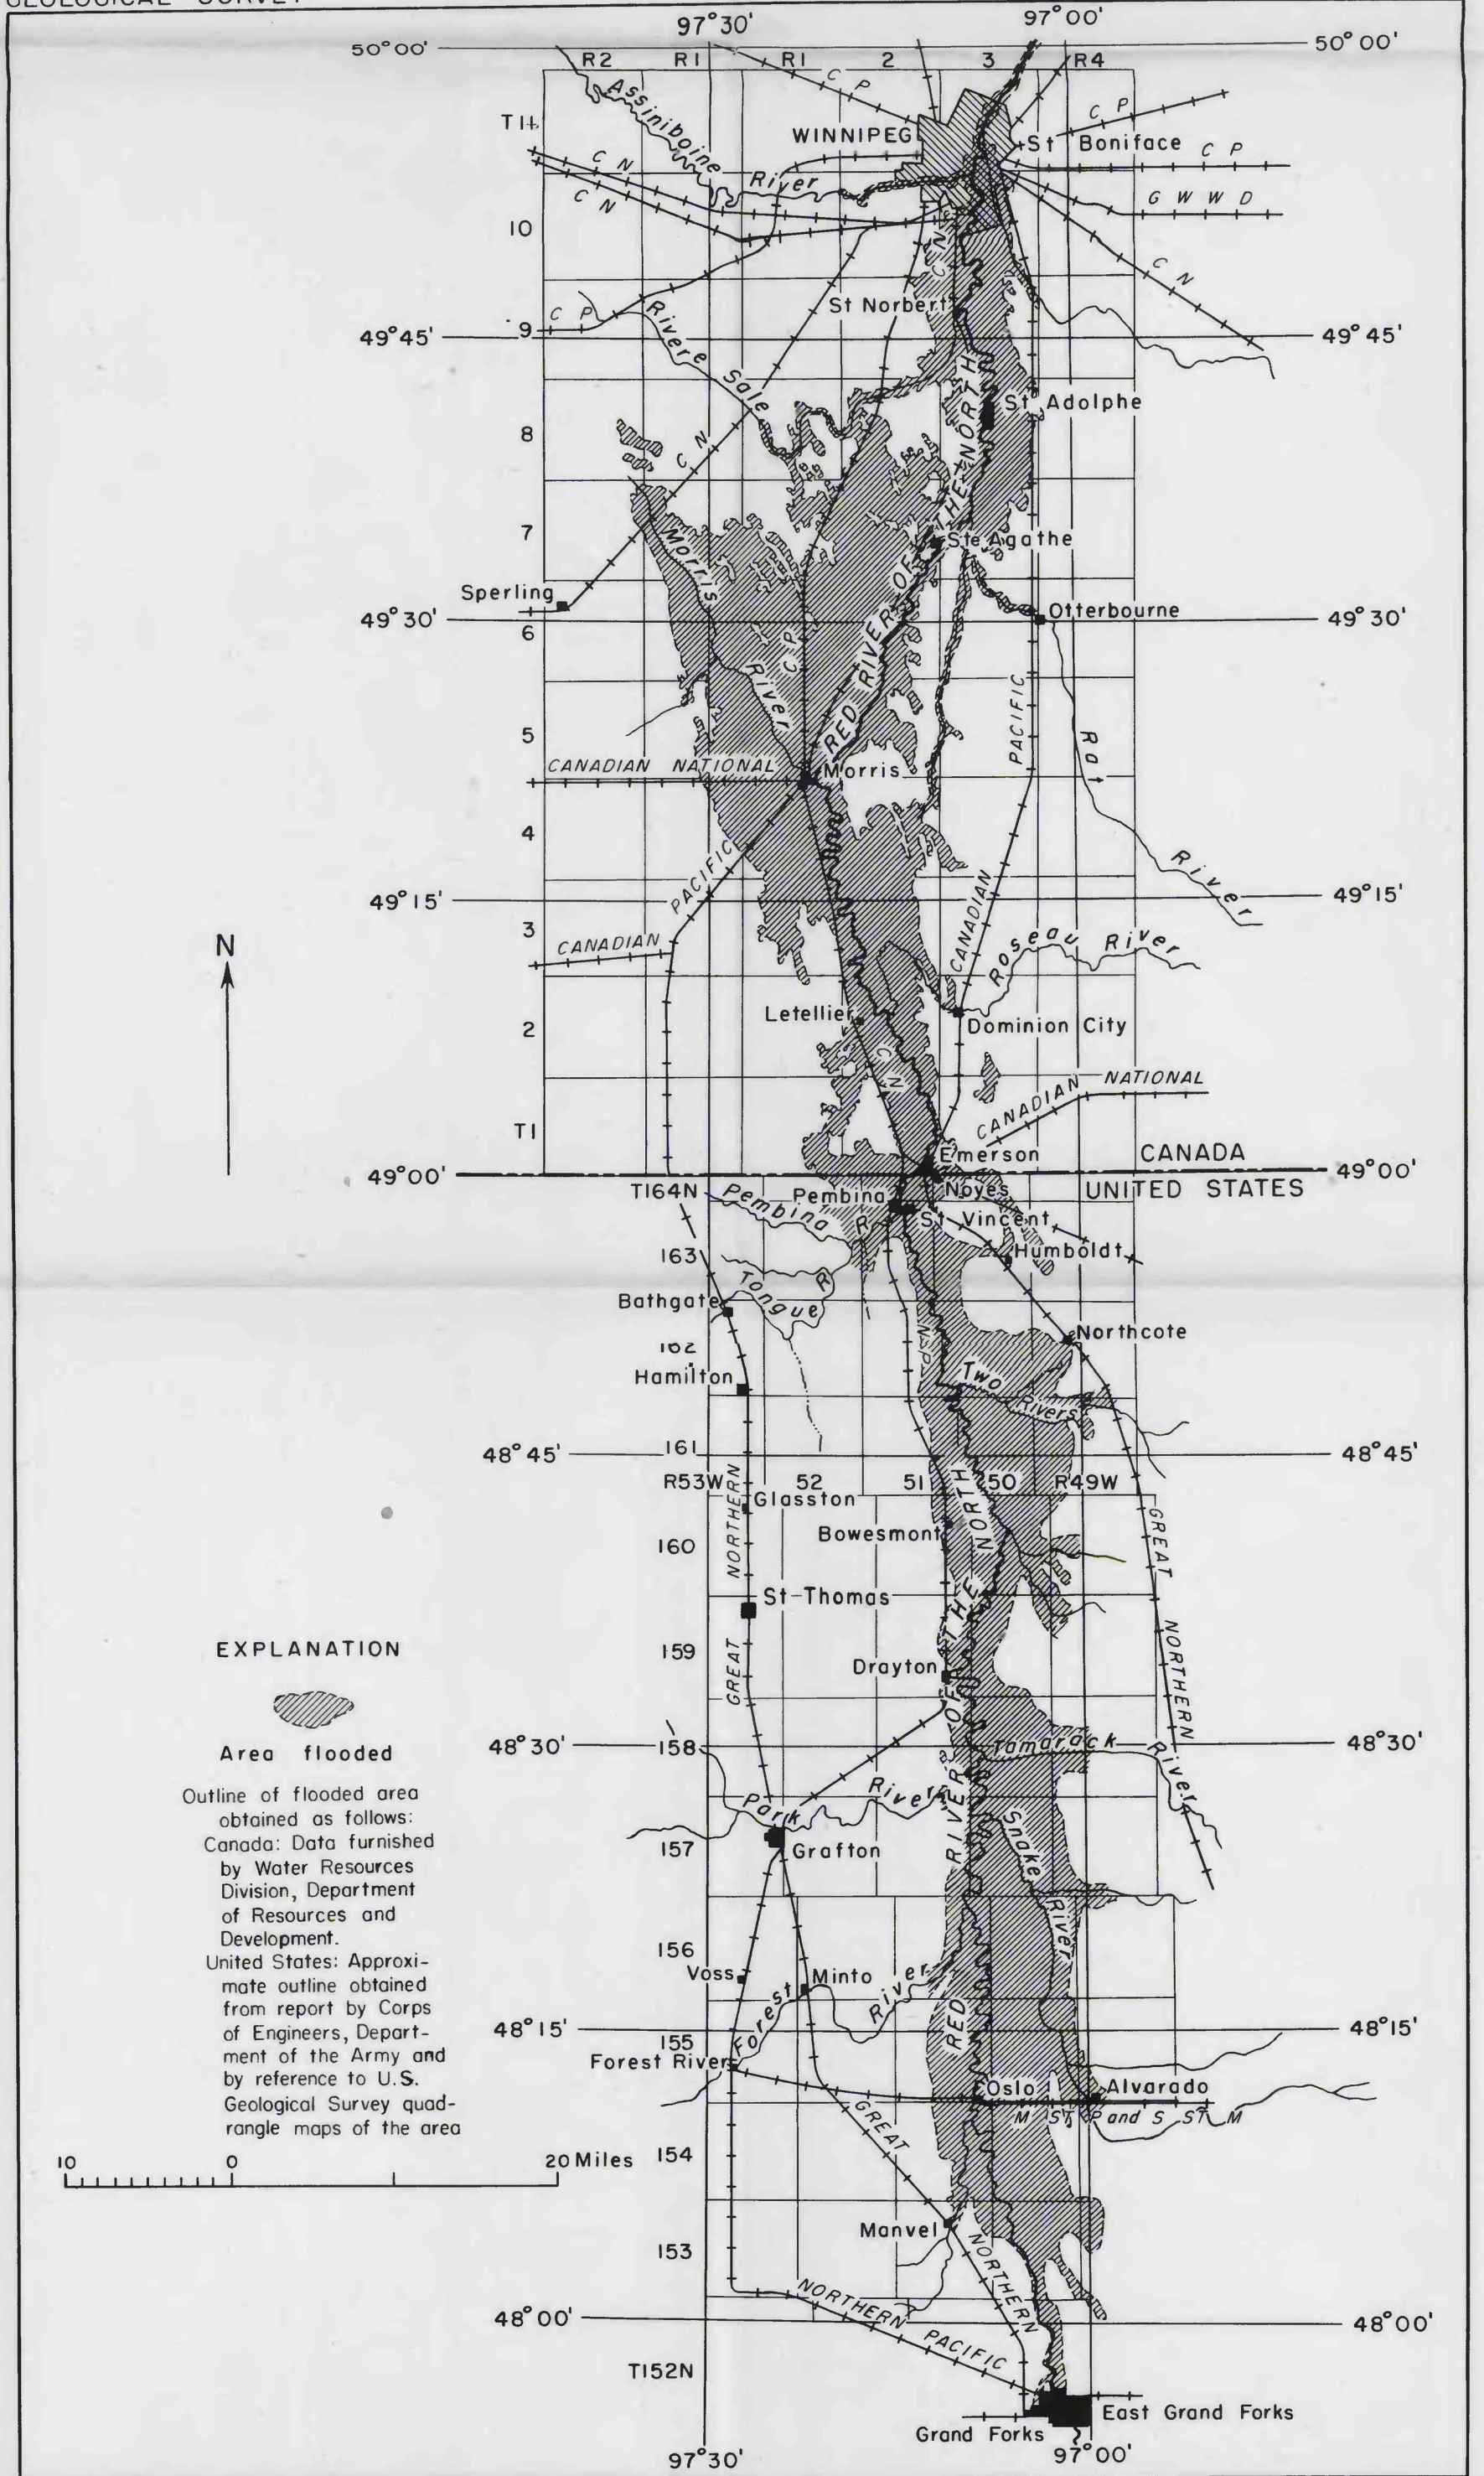 GEOLOGICAL SURVEY
97°30'
97°00'
50°00'
50°00'
R2
R1
R1
2
3
R4
C P
C P
Assiniboine
T11
WINNIPEG
St Boniface
C N
C P
River
C N
G W W D
10
C N
C N
St Norbert
C P
9
Rivere
49°45'
49°45'
Sale
St. Adolphe
8
C N
7
Morris
Ste Agathe
Sperling
Otterbourne
49°30'
49°30'
6
C P
River
RED RIVER OF THE NORTH
PACIFIC
Rat
5
CANADIAN NATIONAL
Morris
4
PACIFIC
River
49°15'
49°15'
CANADIAN
3
CANADIAN
Roseau River
N
Letellier
Dominion City
2
C N
CANADIAN NATIONAL
T1
Emerson
CANADA
49°00'
49°00'
T164N
Pembina
Pembina
R
Noyes
UNITED STATES
St Vincent
163
Humboldt
Tongue R
Bathgate
Northcote
162
NP
Hamilton
Two
Rivers
161
48°45'
48°45'
R53W
52
51
50
R49W
Glasston
NORTHERN
Bowesmont
GREAT
160
St Thomas
EXPLANATION
159
GREAT
Drayton
NORTHERN
Area flooded
48°30'
158
Tamarack
River
48°30'
Outline of flooded area
obtained as follows:
Canada: Data furnished
by Water Resources
Division, Department
of Resources and
Development.
United States: Approxi-
mate outline obtained
from report by Corps
of Engineers, Depart-
ment of the Army and
by reference to U.S.
Geological Survey quad-
rangle maps of the area
Park
River
Snake
River
Grafton
157
RED RIVER OF THE NORTH
156
Voss
Minto
Forest
River
48°15'
48°15'
155
Forest River
Oslo
Alvarado
M ST P and S ST M
GREAT
10
0
20 Miles
154
Manvel
153
NORTHERN
NORTHERN PACIFIC
48°00'
48°00'
T152N
East Grand Forks
Grand Forks
97°30'
97°00'